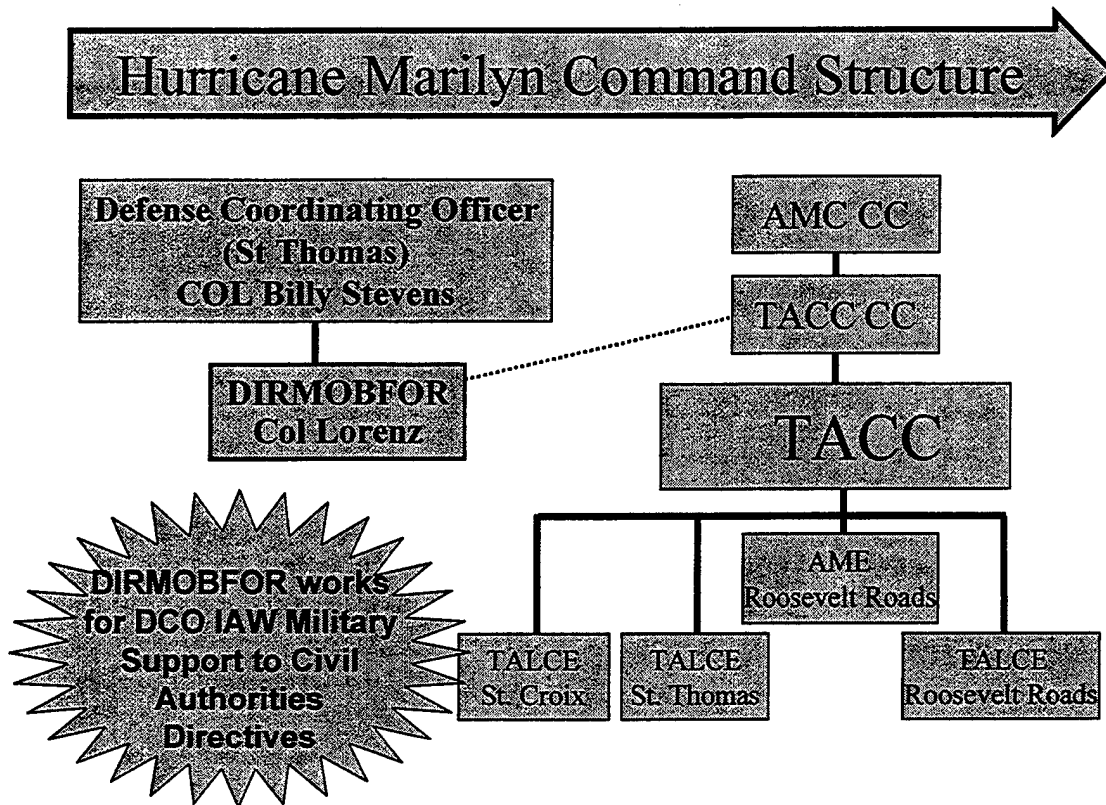 Hurricane Marilyn Command Structure
Defense Coordinating Officer
(St Thomas)
COL Billy Stevens
DIRMOBFOR
Col Lorenz
AMC CC
TACC CC
TACC
AME
Roosevelt Roads
TALCE
St. Croix
TALCE
St. Thomas
TALCE
Roosevelt Roads
DIRMOBFOR works
for DCO IAW Military
Support to Civil
Authorities
Directives